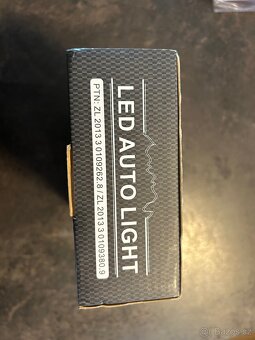 LED AUTO LIGHT
PTN: ZL 2013 3 0109262.8 / ZL 2013 3 0109380.9